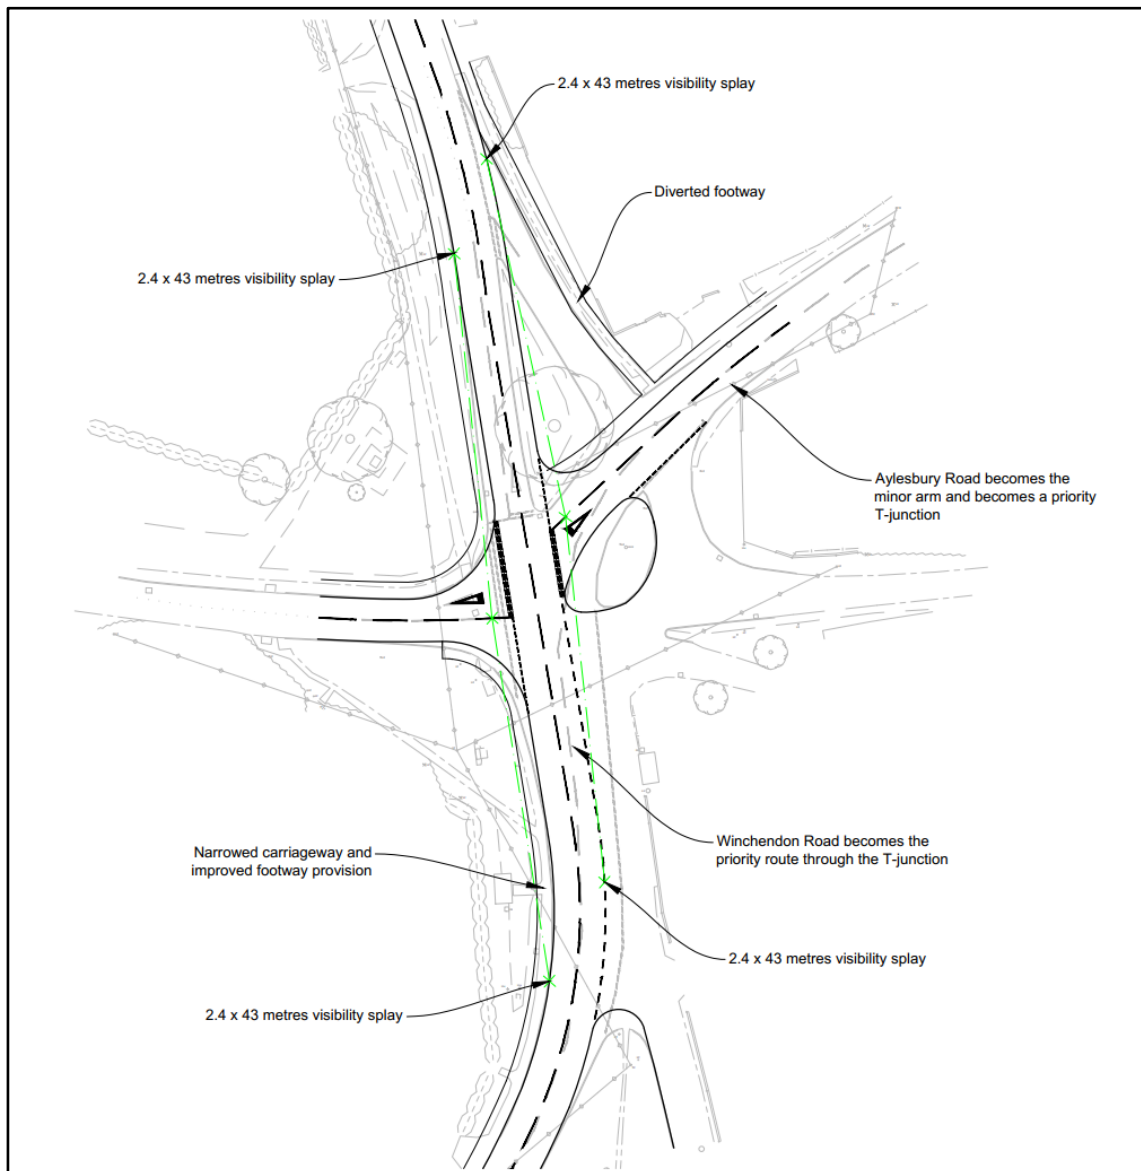 2.4 x 43 metres visibility splay
Diverted footway
2.4 x 43 metres visibility splay
Aylesbury Road becomes the
minor arm and becomes a priority
T-junction
Winchendon Road becomes the
priority route through the T-junction
Narrowed carriageway and
improved footway provision
2.4 x 43 metres visibility splay
2.4 x 43 metres visibility splay